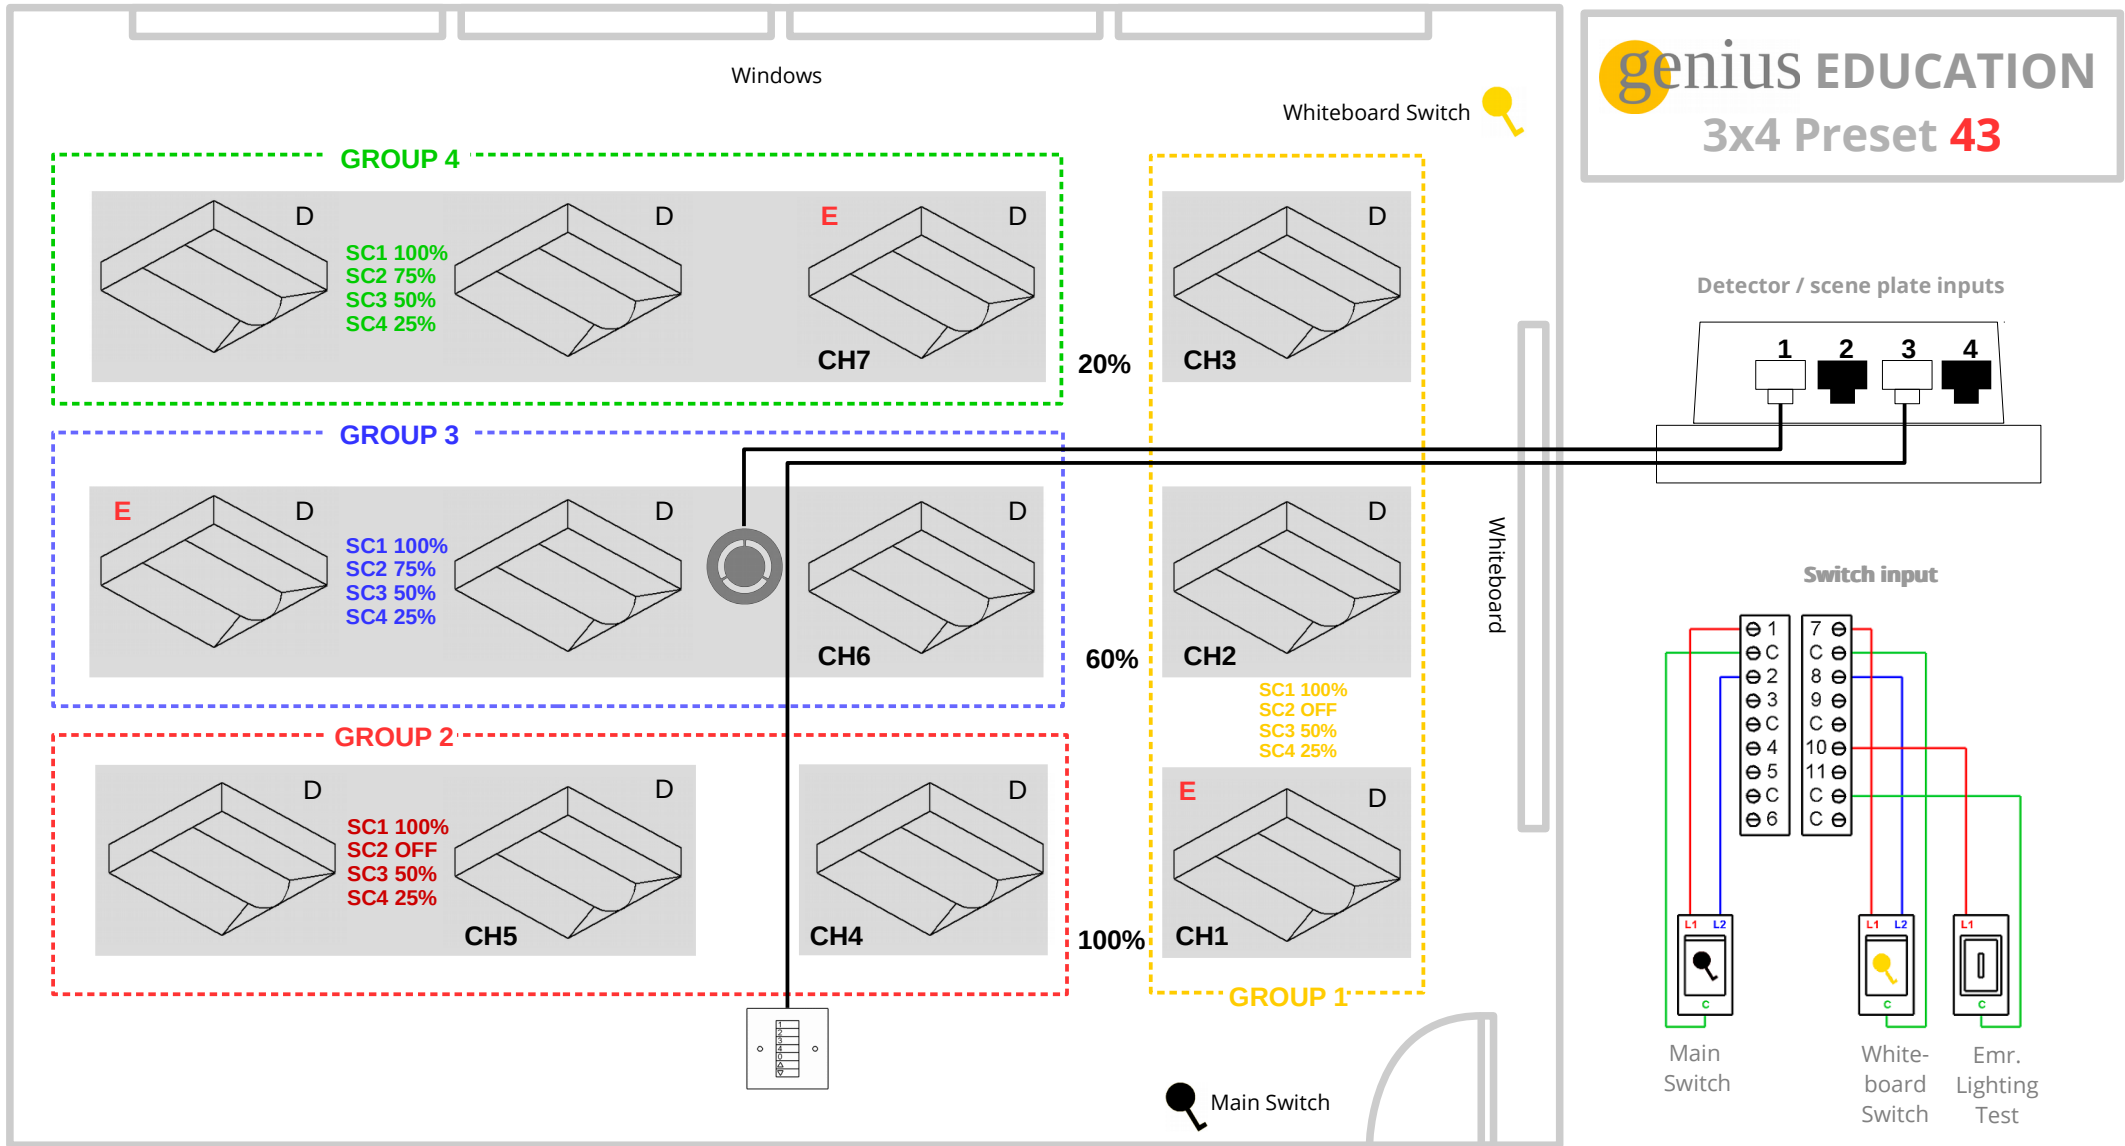 Windows
Whiteboard Switch
genius EDUCATION
3x4 Preset 43
GROUP 4
D
SC1 100%
SC2 75%
SC3 50%
SC4 25%
D
E
D
CH7
20%
D
CH3
Detector / scene plate inputs
1 2 3 4
GROUP 3
E
D
SC1 100%
SC2 75%
SC3 50%
SC4 25%
D
D
CH6
60%
D
CH2
SC1 100%
SC2 OFF
SC3 50%
SC4 25%
Whiteboard
GROUP 2
D
SC1 100%
SC2 OFF
SC3 50%
SC4 25%
D
CH5
D
CH4
100%
E
D
CH1
GROUP 1
1
2
3
4
0
Main Switch
Switch input
1 7
C C
2 8
3 9
C C
4 10
5 11
C C
6 C
L1 L2
C
Main
Switch
L1 L2
C
White-
board
Switch
L1
C
Emr.
Lighting
Test